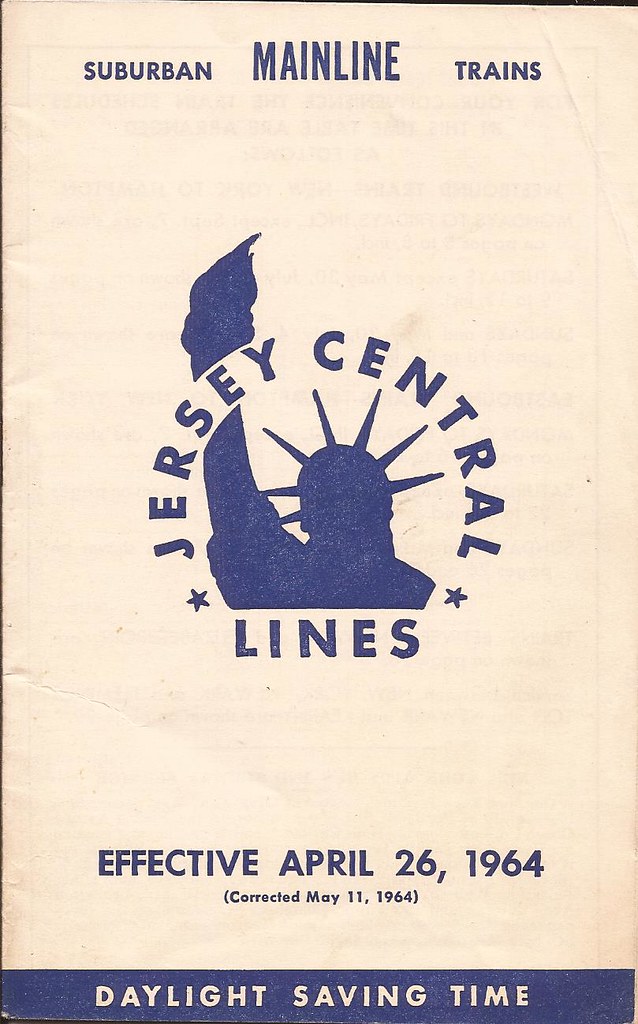 SUBURBAN MAINLINE TRAINS
JERSEY CENTRAL
LINES
EFFECTIVE APRIL 26, 1964
(Corrected May 11, 1964)
DAYLIGHT SAVING TIME